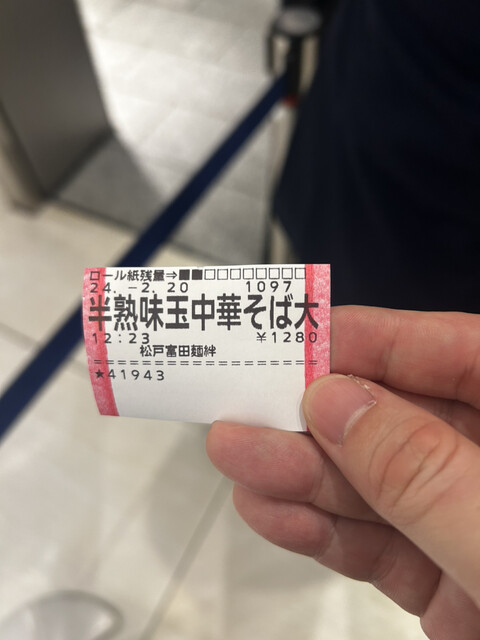 ロール紙残量⇒■■□□□□□□□□
24.-2.20 1097
半熟味玉中華そば大
12:23 ¥1280
松戸富田麺絆
==============================
★41943